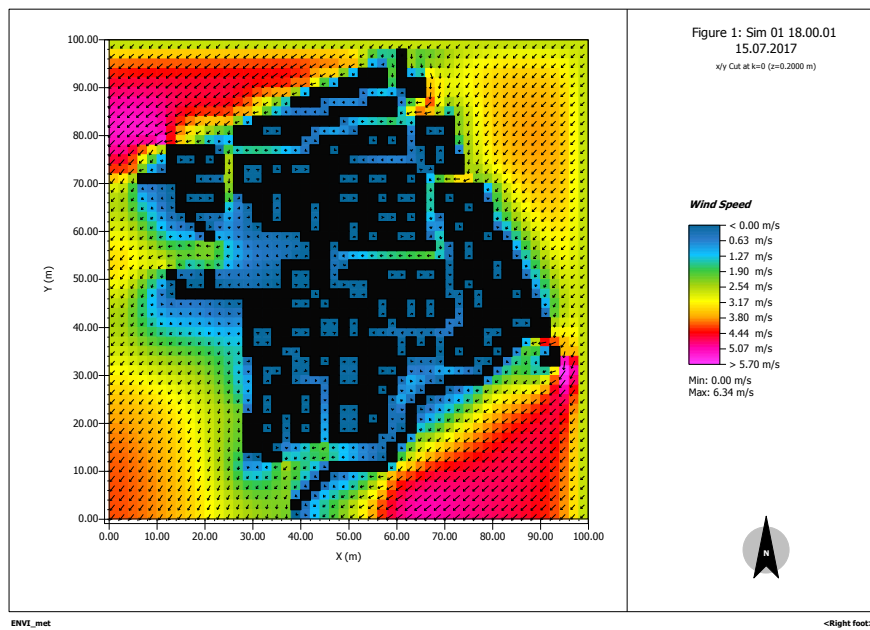 Figure 1: Sim 01 18.00.01
15.07.2017
x/y Cut at k=0 (z=0.2000 m)
100.00
90.00
80.00
70.00
60.00
50.00
40.00
30.00
20.00
10.00
0.00
Y (m)
0.00 10.00 20.00 30.00 40.00 50.00 60.00 70.00 80.00 90.00 100.00
X (m)
Wind Speed
< 0.00 m/s
0.63 m/s
1.27 m/s
1.90 m/s
2.54 m/s
3.17 m/s
3.80 m/s
4.44 m/s
5.07 m/s
> 5.70 m/s
Min: 0.00 m/s
Max: 6.34 m/s
N
ENVI_met
<Right foot: